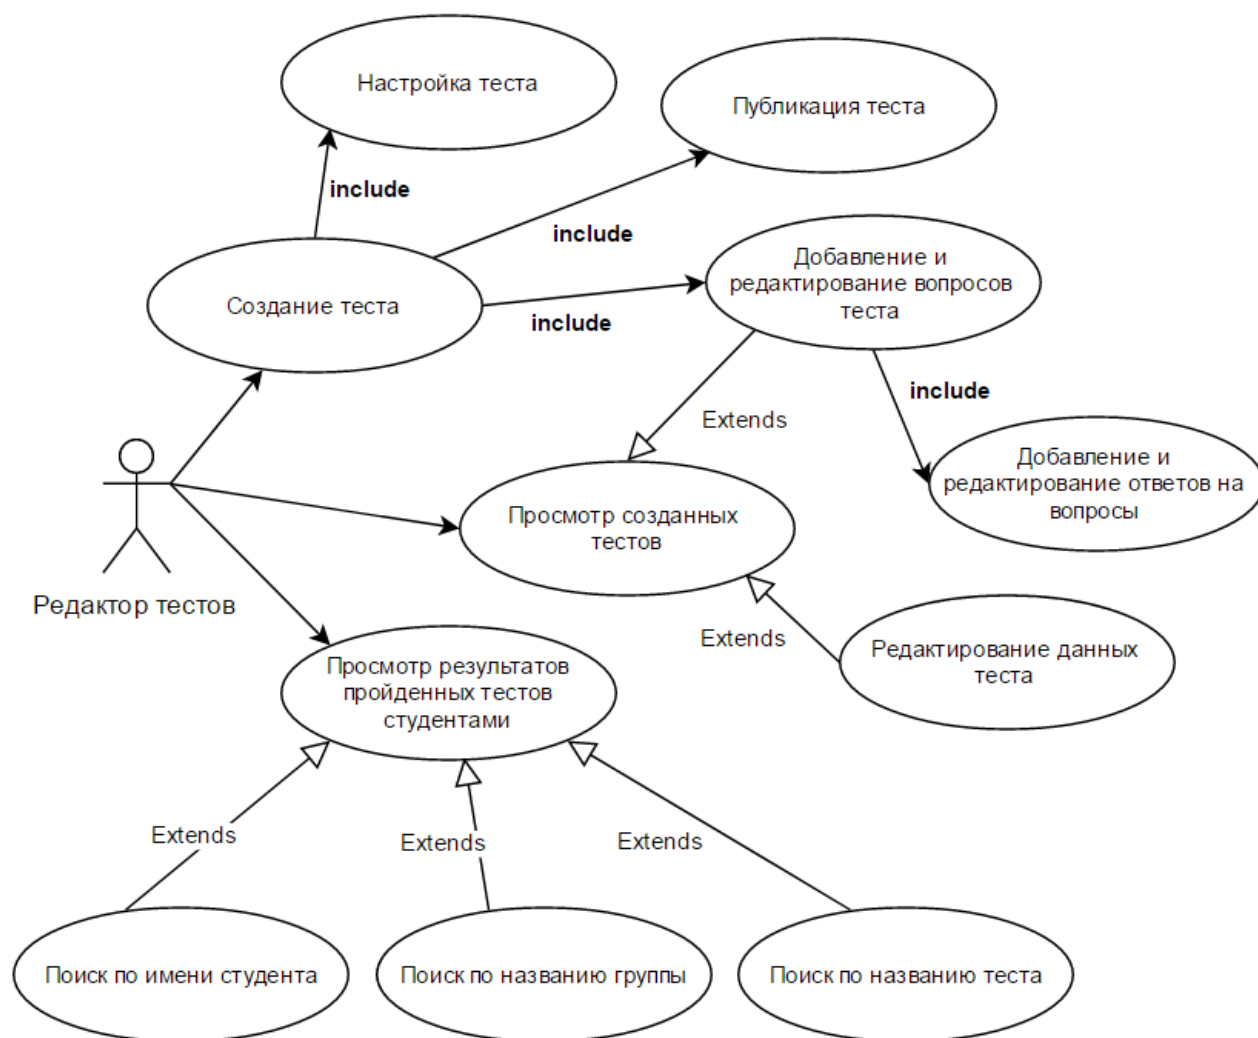 Настройка теста
Публикация теста
include
include
Добавление и
редактирование вопросов
теста
Создание теста
include
include
Extends
Добавление и
редактирование ответов на
вопросы
Просмотр созданных
тестов
Редактор тестов
Extends
Редактирование данных
теста
Просмотр результатов
пройденных тестов
студентами
Extends
Extends
Extends
Поиск по имени студента
Поиск по названию группы
Поиск по названию теста